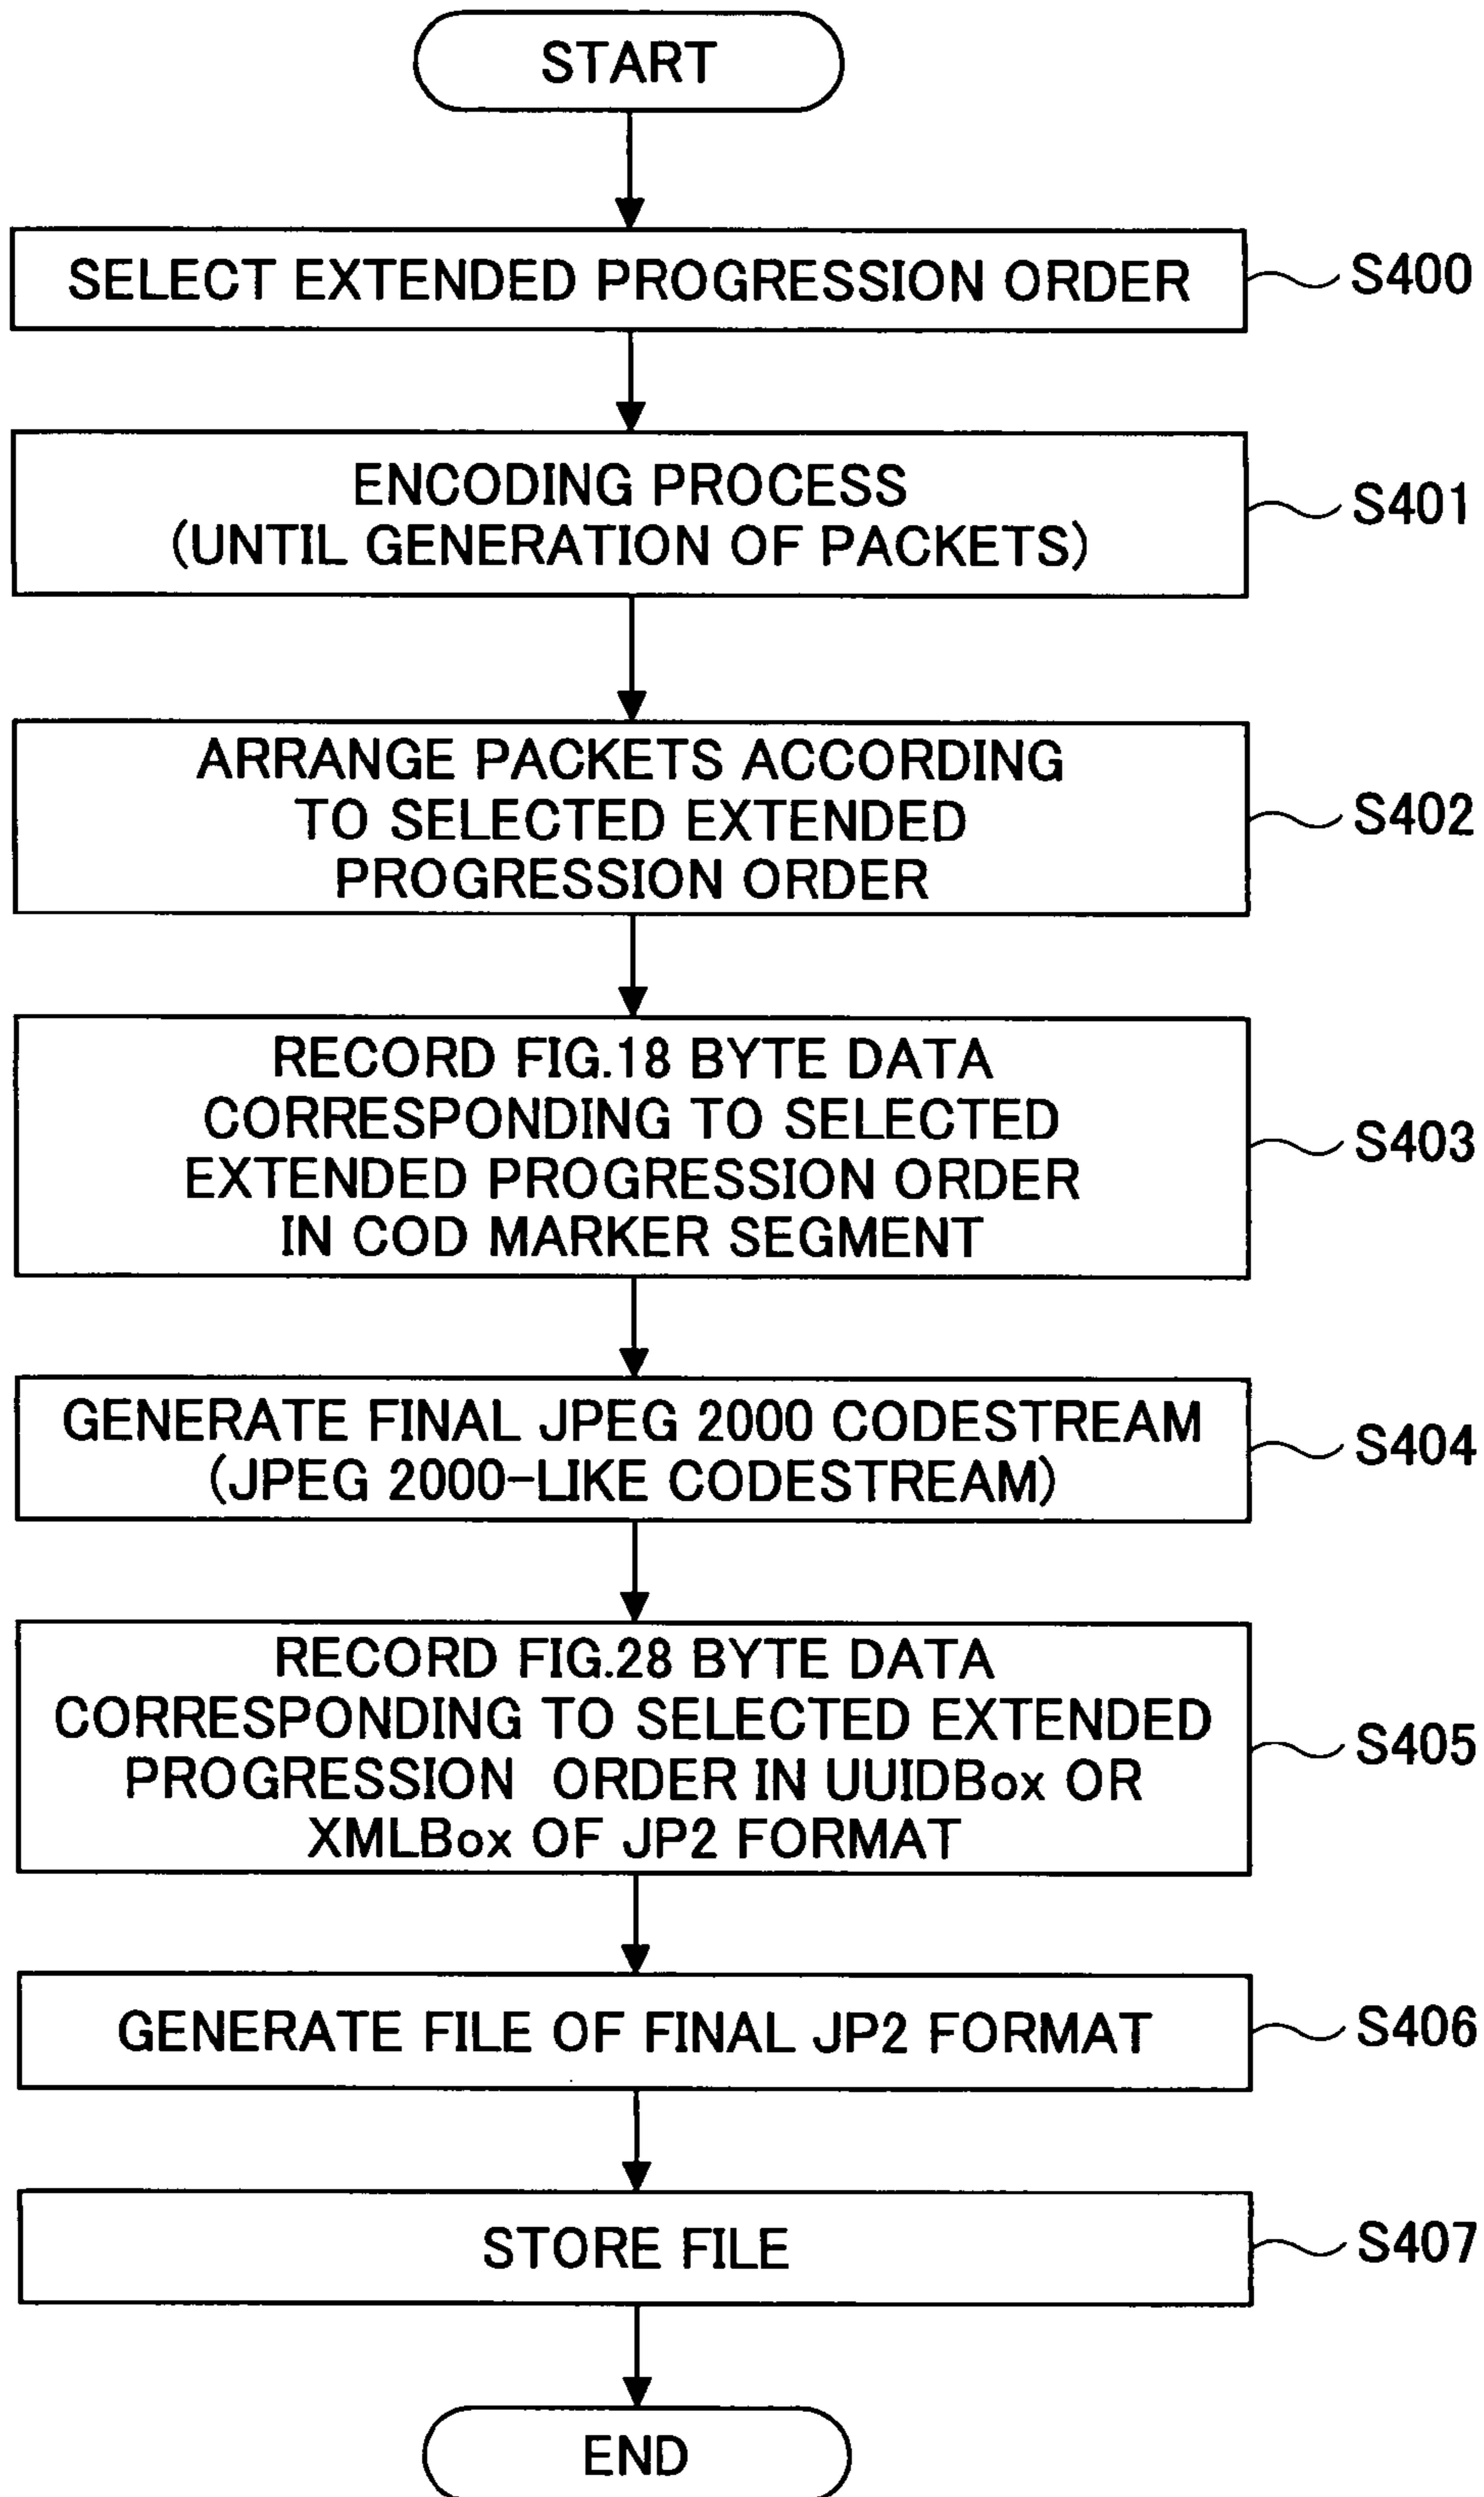 START
SELECT EXTENDED PROGRESSION ORDER
S400
ENCODING PROCESS
(UNTIL GENERATION OF PACKETS)
S401
ARRANGE PACKETS ACCORDING
TO SELECTED EXTENDED
PROGRESSION ORDER
S402
RECORD FIG.18 BYTE DATA
CORRESPONDING TO SELECTED
EXTENDED PROGRESSION ORDER
IN COD MARKER SEGMENT
S403
GENERATE FINAL JPEG 2000 CODESTREAM
(JPEG 2000-LIKE CODESTREAM)
S404
RECORD FIG.28 BYTE DATA
CORRESPONDING TO SELECTED EXTENDED
PROGRESSION ORDER IN UUIDBox OR
XMLBox OF JP2 FORMAT
S405
GENERATE FILE OF FINAL JP2 FORMAT
S406
STORE FILE
S407
END